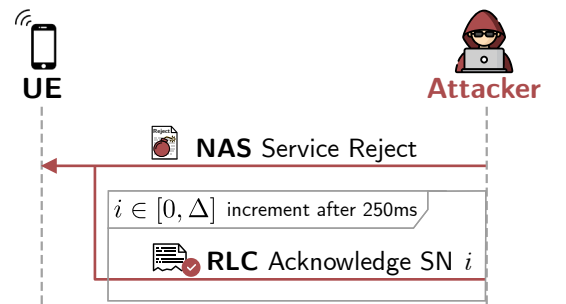 UE
Attacker
Reject
NAS Service Reject
i ∈ [0, Δ] increment after 250ms
RLC Acknowledge SN i